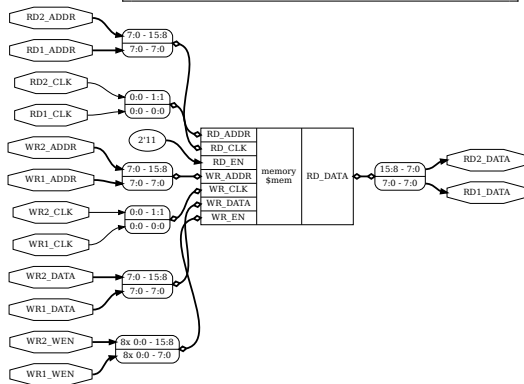 RD2_ADDR
RD1_ADDR
7:0 - 15:8
7:0 - 7:0
RD2_CLK
RD1_CLK
0:0 - 1:1
0:0 - 0:0
2'11
WR2_ADDR
WR1_ADDR
7:0 - 15:8
7:0 - 7:0
WR2_CLK
WR1_CLK
0:0 - 1:1
0:0 - 0:0
WR2_DATA
WR1_DATA
7:0 - 15:8
7:0 - 7:0
WR2_WEN
WR1_WEN
8x 0:0 - 15:8
8x 0:0 - 7:0
RD_ADDR
RD_CLK
RD_EN
WR_ADDR
WR_CLK
WR_DATA
WR_EN
memory
$mem
RD_DATA
15:8 - 7:0
7:0 - 7:0
RD2_DATA
RD1_DATA